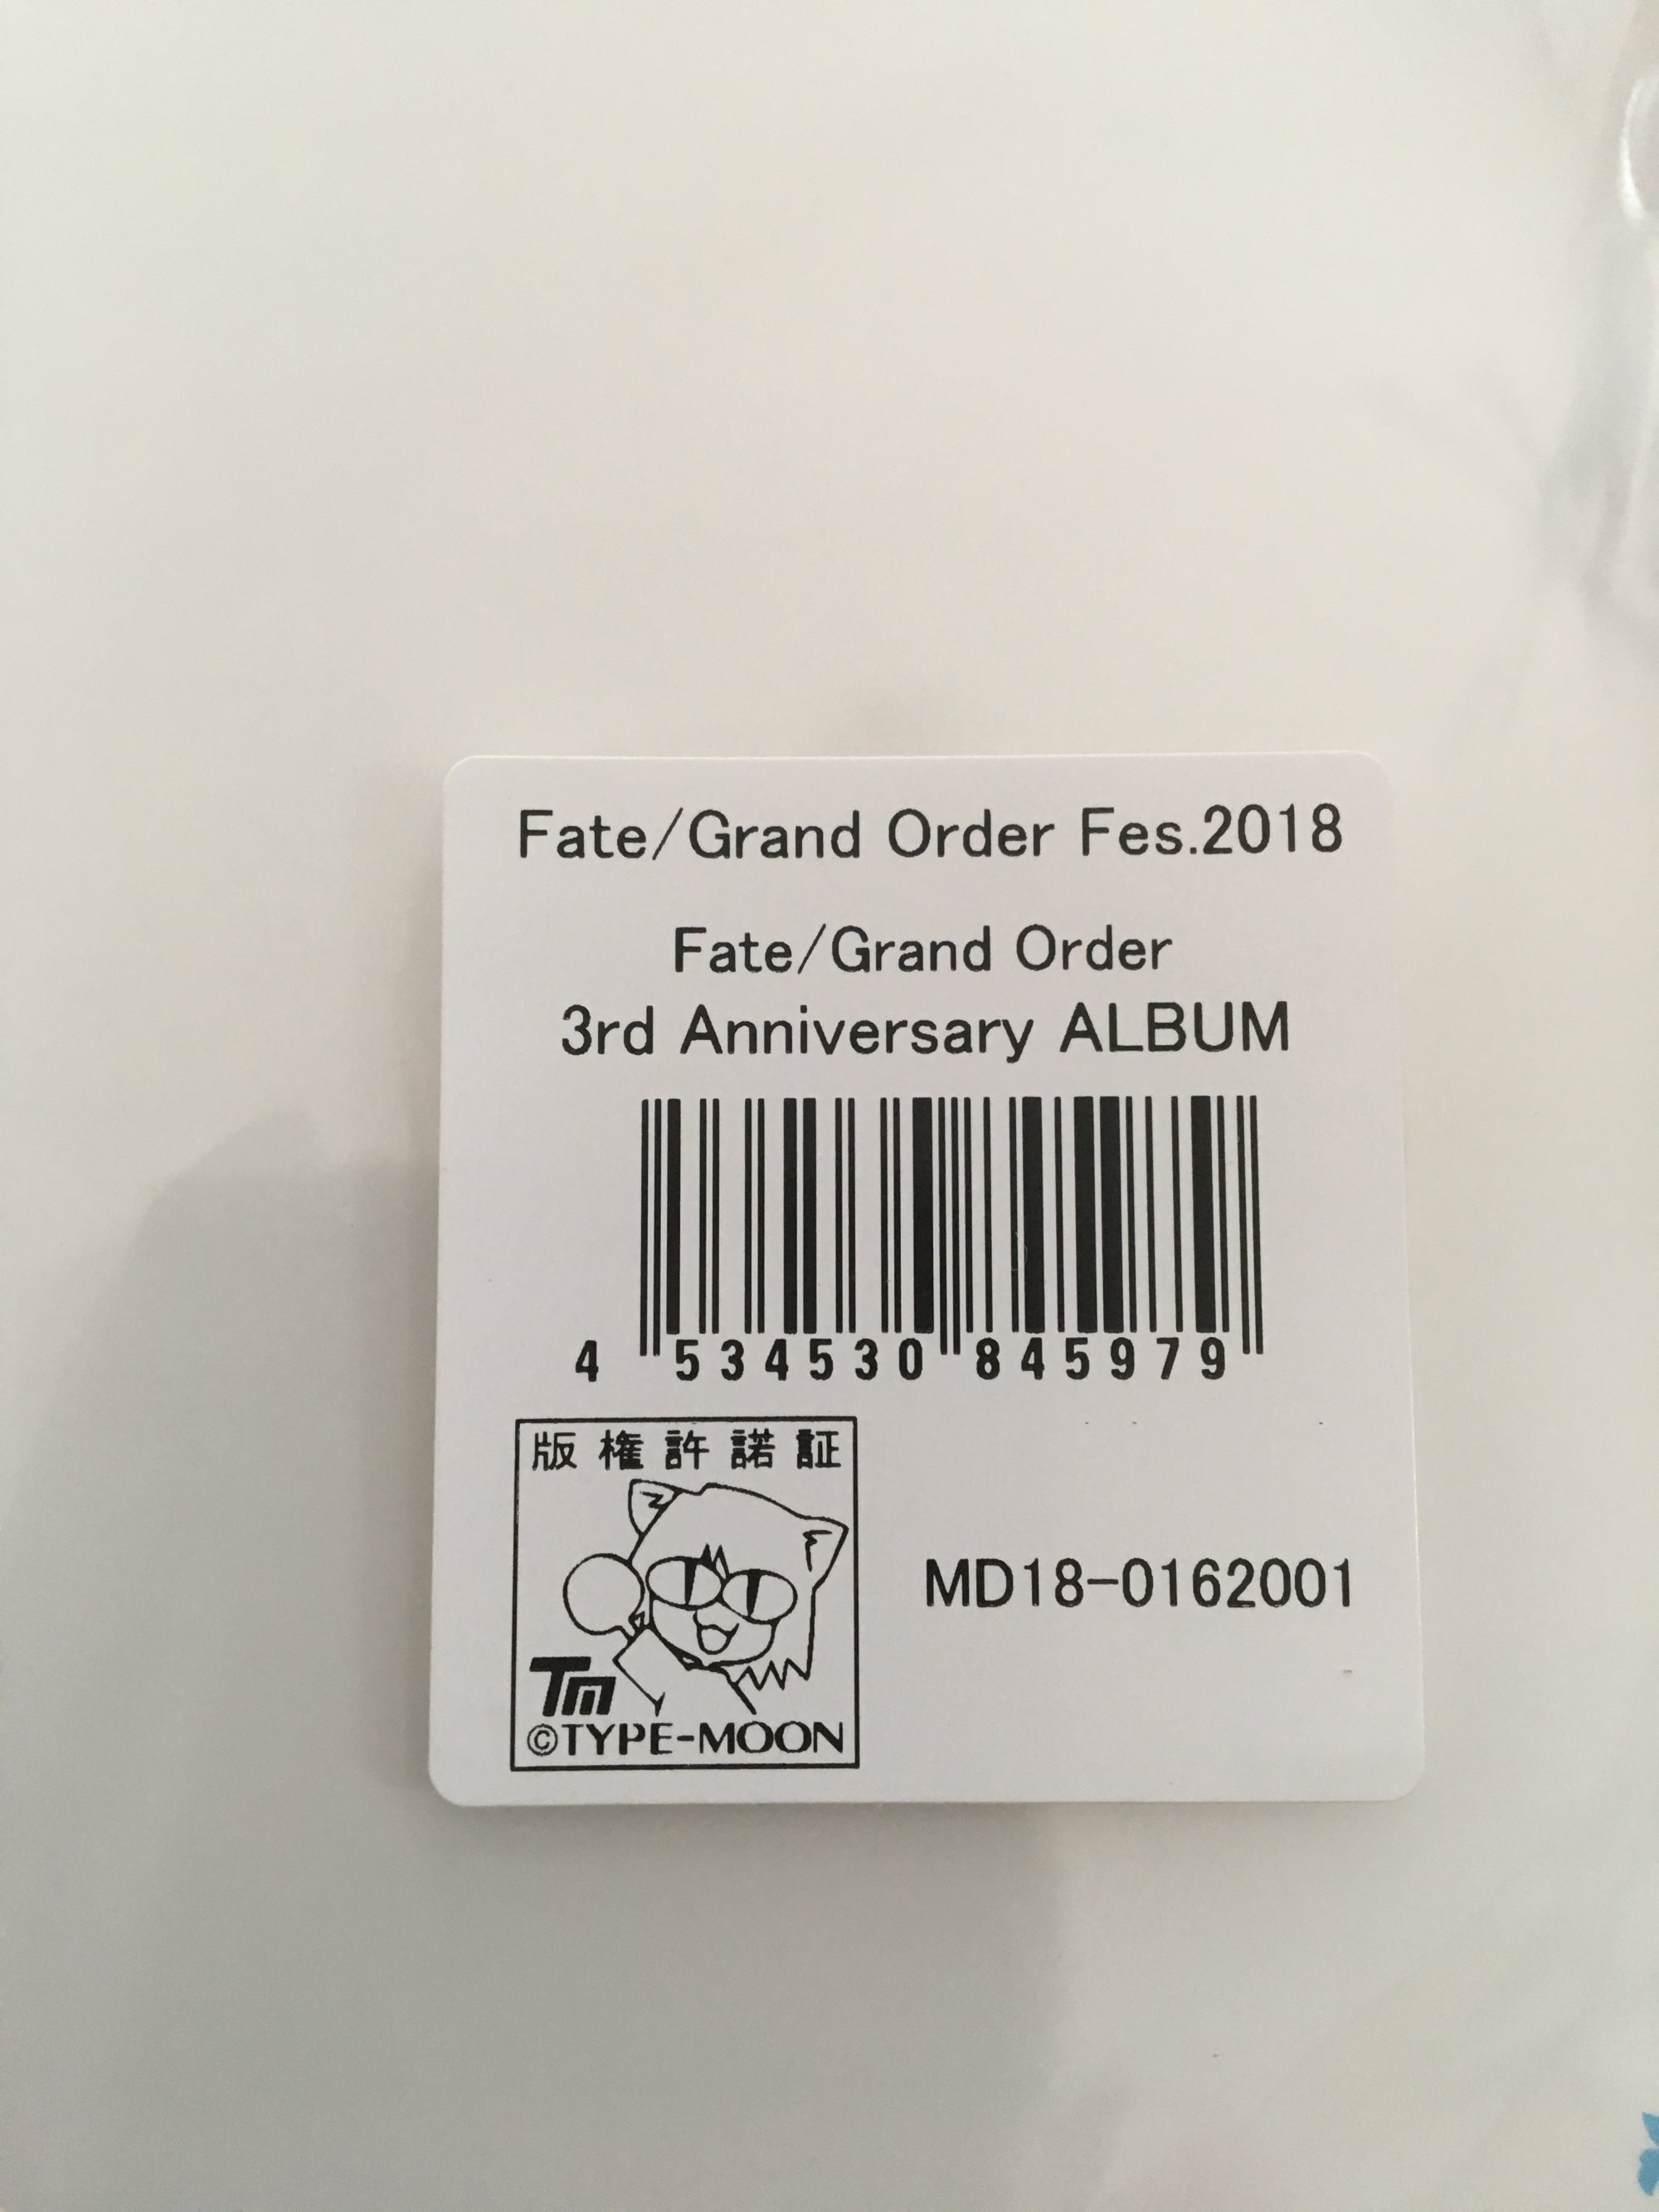 Fate/Grand Order Fes.2018
Fate/Grand Order
3rd Anniversary ALBUM
4 534530 845979
版権許諾証
MD18-0162001
TM
©TYPE-MOON